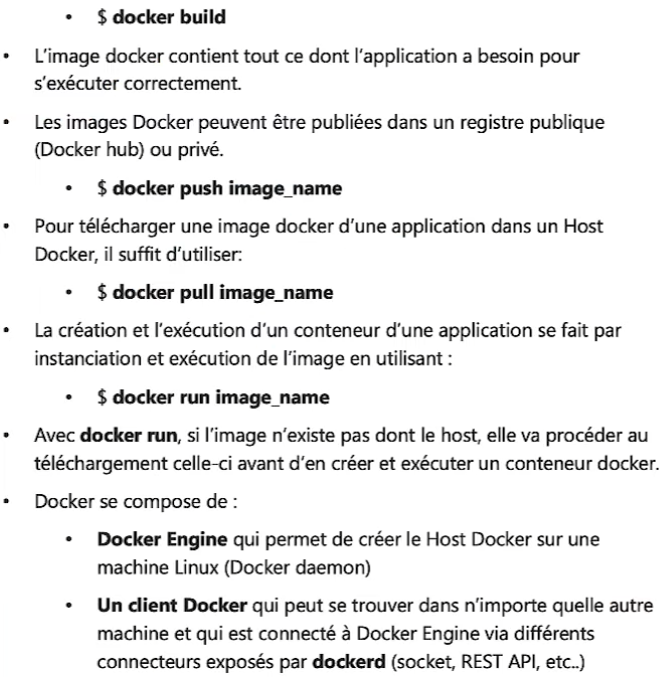 • $ docker build
• L’image docker contient tout ce dont l’application a besoin pour
s’exécuter correctement.
• Les images Docker peuvent être publiées dans un registre publique
(Docker hub) ou privé.
• $ docker push image_name
• Pour télécharger une image docker d’une application dans un Host
Docker, il suffit d’utiliser:
• $ docker pull image_name
• La création et l’exécution d’un conteneur d’une application se fait par
instanciation et exécution de l’image en utilisant :
• $ docker run image_name
• Avec docker run, si l’image n’existe pas dont le host, elle va procéder au
téléchargement celle-ci avant d’en créer et exécuter un conteneur docker.
• Docker se compose de :
• Docker Engine qui permet de créer le Host Docker sur une
machine Linux (Docker daemon)
• Un client Docker qui peut se trouver dans n’importe quelle autre
machine et qui est connecté à Docker Engine via différents
connecteurs exposés par dockerd (socket, REST API, etc..)